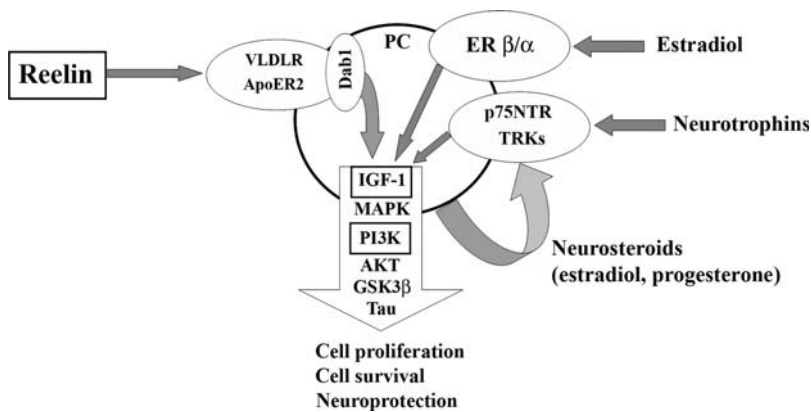 Reelin
VLDLR
ApoER2
Dab1
PC
ER β/α
Estradiol
p75NTR
TRKs
Neurotrophins
IGF-1
MAPK
PI3K
AKT
GSK3β
Tau
Neurosteroids
(estradiol, progesterone)
Cell proliferation
Cell survival
Neuroprotection